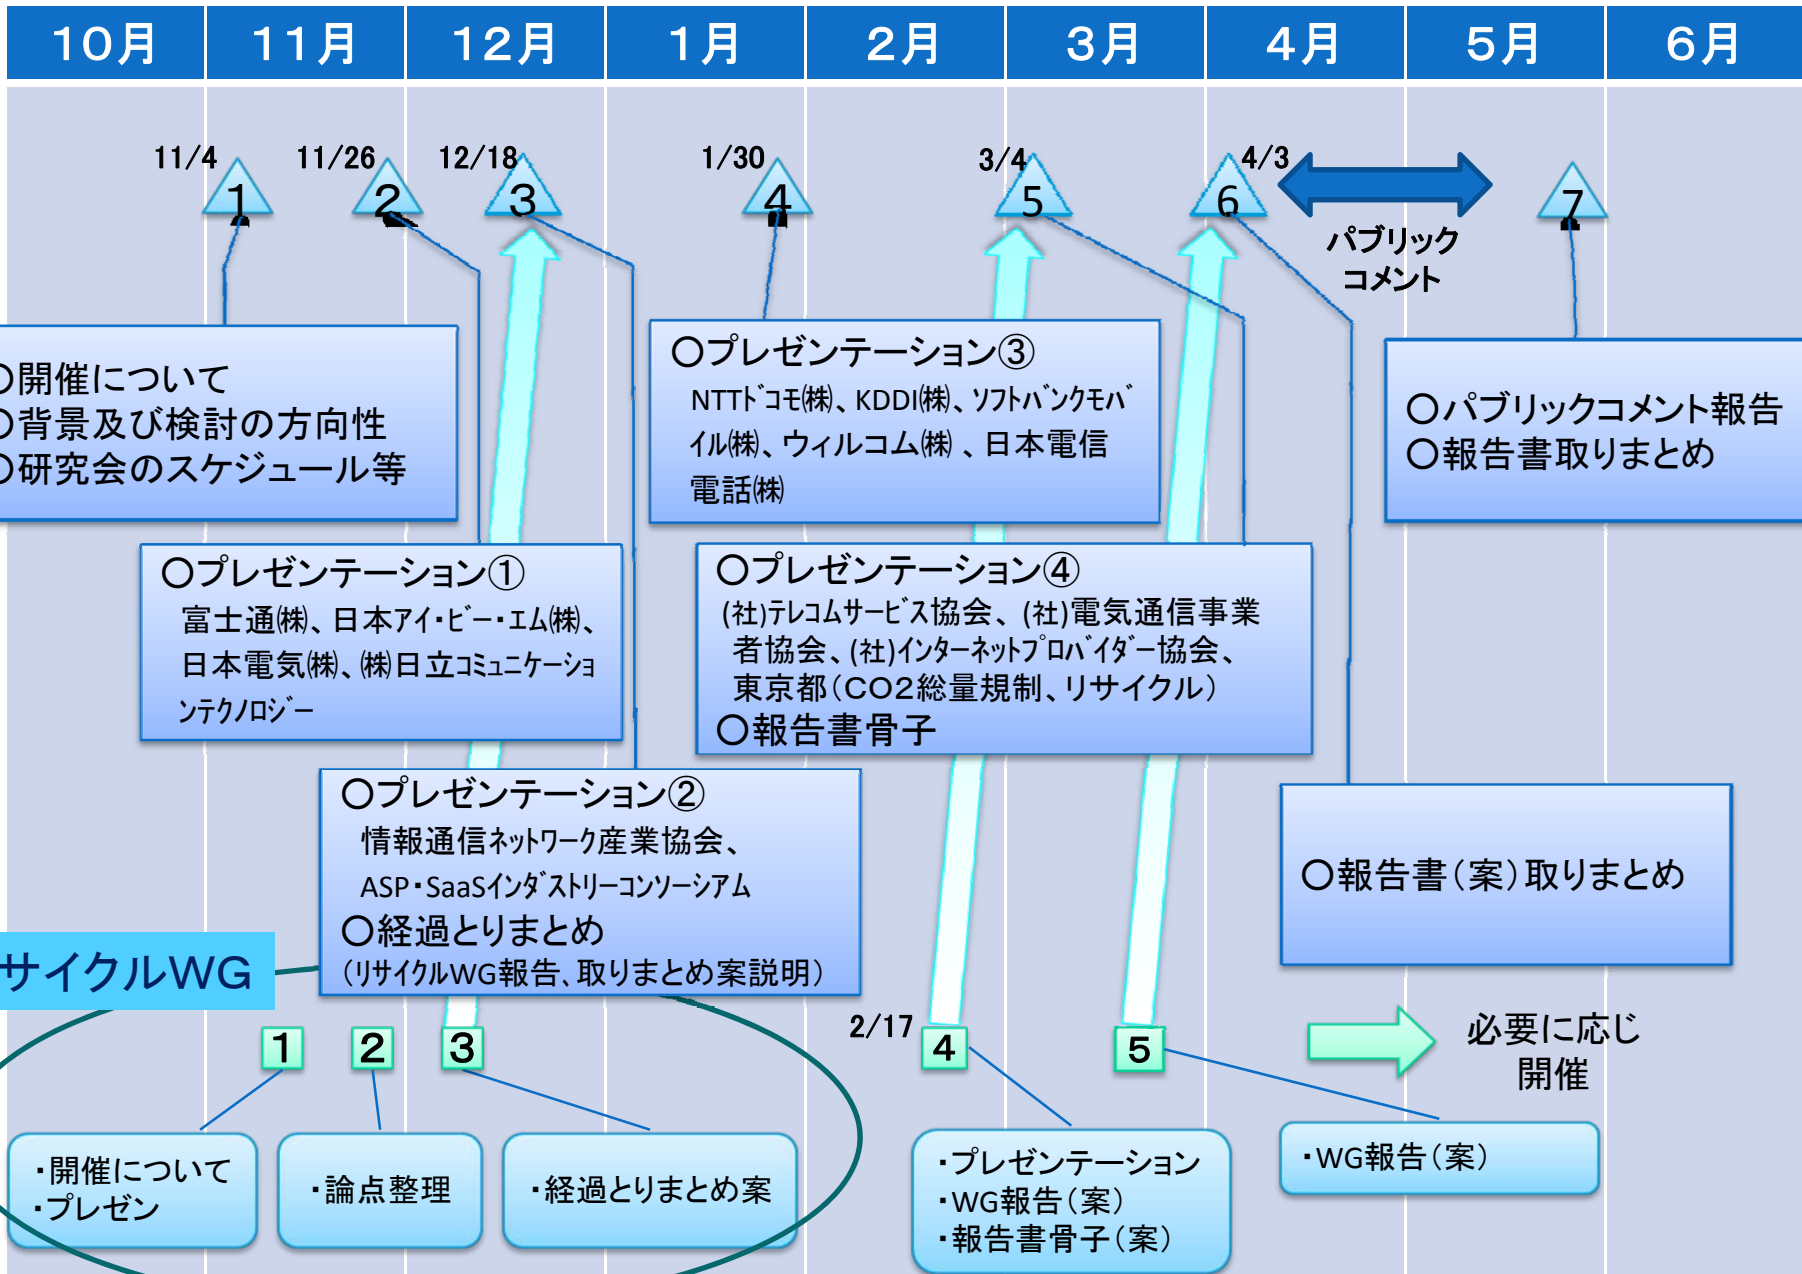 10月 11月 12月 1月 2月 3月 4月 5月 6月
11/4 11/26 12/18 1/30 3/4 4/3
1 2 3 4 5 6 7
パブリック
コメント
○開催について
○背景及び検討の方向性
○研究会のスケジュール等
○プレゼンテーション③
NTTﾄﾞｺﾓ㈱、KDDI㈱、ｿﾌﾄﾊﾞﾝｸﾓﾊﾞ
ｲﾙ㈱、ウィルコム㈱ 、日本電信
電話㈱
○パブリックコメント報告
○報告書取りまとめ
○プレゼンテーション①
富士通㈱、日本アイ・ビー・エム㈱、
日本電気㈱、㈱日立ｺﾐｭﾆｹｰｼｮ
ﾝﾃｸﾉﾛｼﾞｰ
○プレゼンテーション④
(社)ﾃﾚｺﾑｻｰﾋﾞｽ協会、(社)電気通信事業
者協会、(社)ｲﾝﾀｰﾈｯﾄﾌﾟﾛﾊﾞｲﾀﾞｰ協会、
東京都（CO2総量規制、リサイクル）
○報告書骨子
○プレゼンテーション②
情報通信ﾈｯﾄﾜｰｸ産業協会、
ASP・SaaSｲﾝﾀﾞｽﾄﾘｰｺﾝｿｰｼｱﾑ
○経過とりまとめ
（ﾘｻｲｸﾙWG報告、取りまとめ案説明）
○報告書（案）取りまとめ
サイクルWG
1 2 3 2/17 4 5
必要に応じ
開催
・開催について
・プレゼン
・論点整理
・経過とりまとめ案
・プレゼンテーション
・WG報告（案）
・報告書骨子（案）
・WG報告（案）